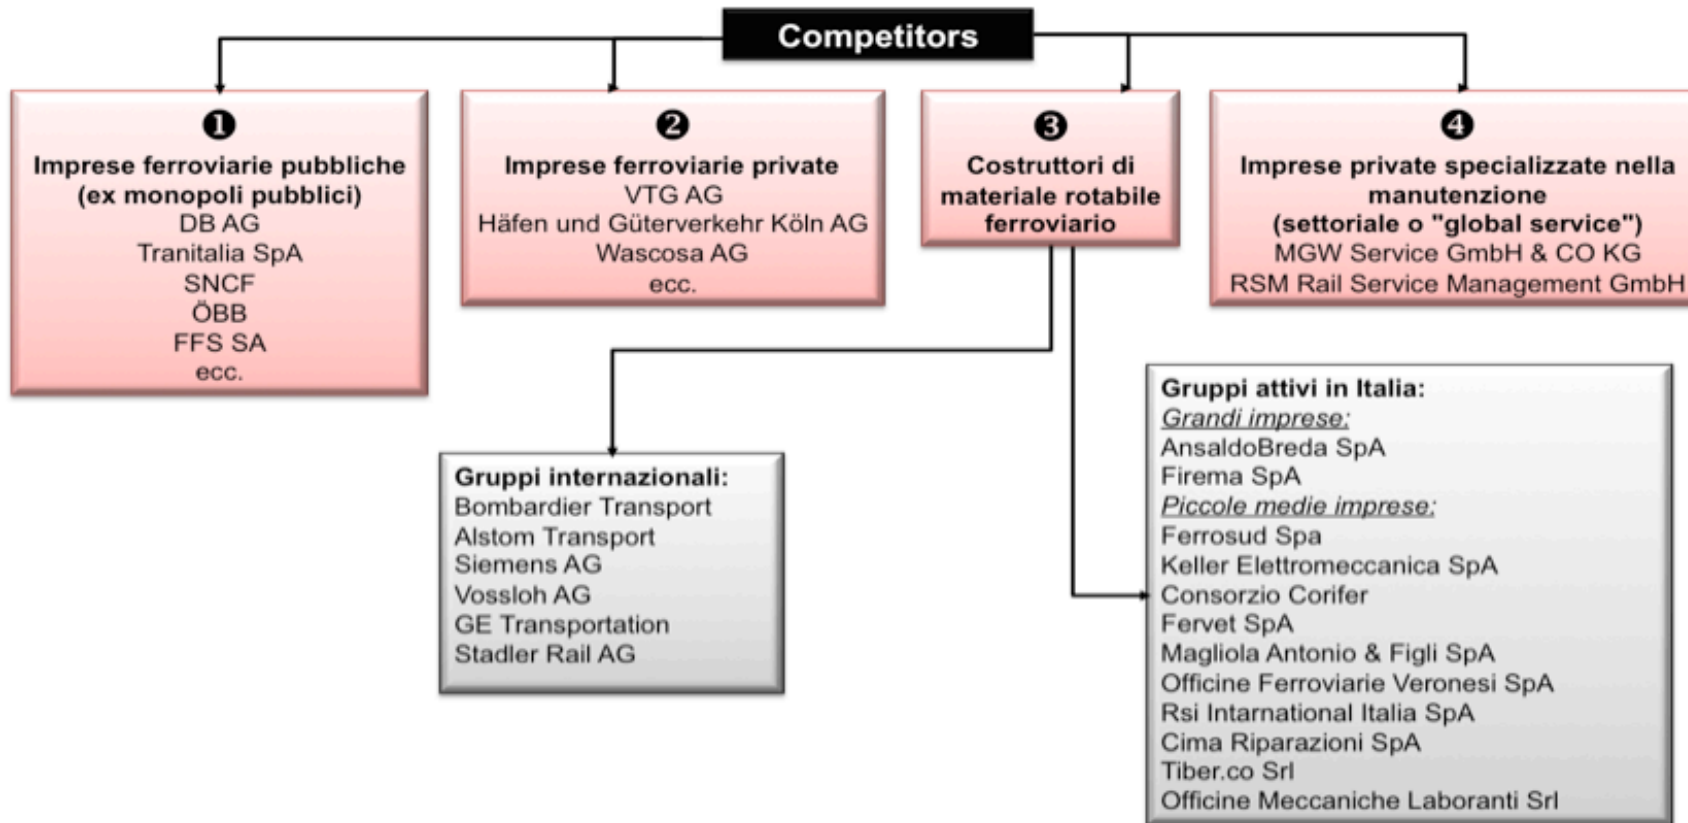 Competitors
❶
Imprese ferroviarie pubbliche
(ex monopoli pubblici)
DB AG
Tranitalia SpA
SNCF
ÖBB
FFS SA
ecc.
❷
Imprese ferroviarie private
VTG AG
Häfen und Güterverkehr Köln AG
Wascosa AG
ecc.
❸
Costruttori di
materiale rotabile
ferroviario
❹
Imprese private specializzate nella
manutenzione
(settoriale o "global service")
MGW Service GmbH & CO KG
RSM Rail Service Management GmbH
Gruppi internazionali:
Bombardier Transport
Alstom Transport
Siemens AG
Vossloh AG
GE Transportation
Stadler Rail AG
Gruppi attivi in Italia:
Grandi imprese:
AnsaldoBreda SpA
Firema SpA
Piccole medie imprese:
Ferrosud Spa
Keller Elettromeccanica SpA
Consorzio Corifer
Fervet SpA
Magliola Antonio & Figli SpA
Officine Ferroviarie Veronesi SpA
Rsi Intarnational Italia SpA
Cima Riparazioni SpA
Tiber.co Srl
Officine Meccaniche Laboranti Srl